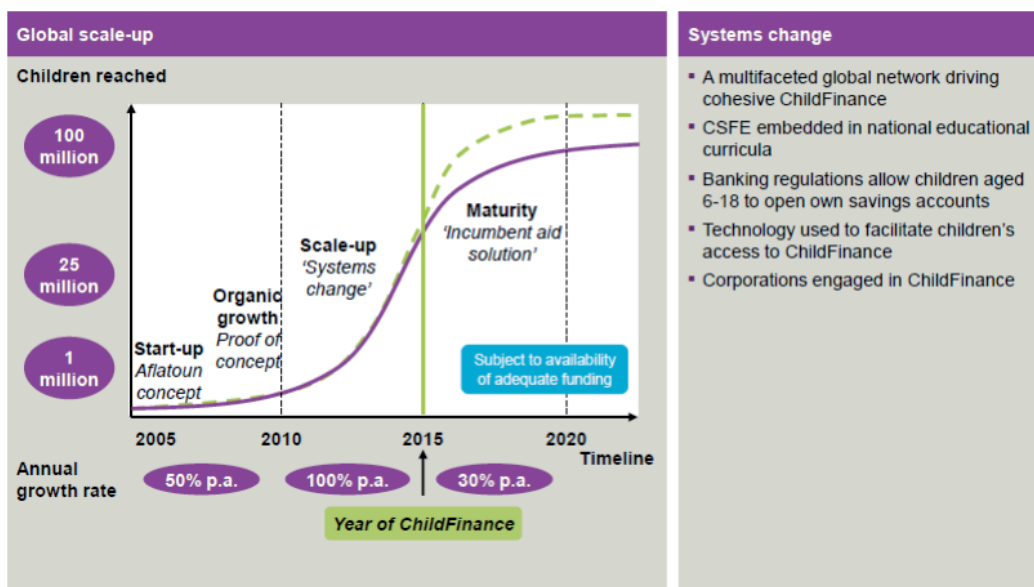 Global scale-up
Children reached
100
million
25
million
1
million
Start-up
Aflatoun
concept
Organic
growth
Proof of
concept
Scale-up
‘Systems
change’
Maturity
‘Incumbent aid
solution’
Subject to availability
of adequate funding
2005 2010 2015 2020
Timeline
Annual
growth rate
50% p.a. 100% p.a. 30% p.a.
Year of ChildFinance
Systems change
▪ A multifaceted global network driving
cohesive ChildFinance
▪ CSFE embedded in national educational
curricula
▪ Banking regulations allow children aged
6-18 to open own savings accounts
▪ Technology used to facilitate children’s
access to ChildFinance
▪ Corporations engaged in ChildFinance